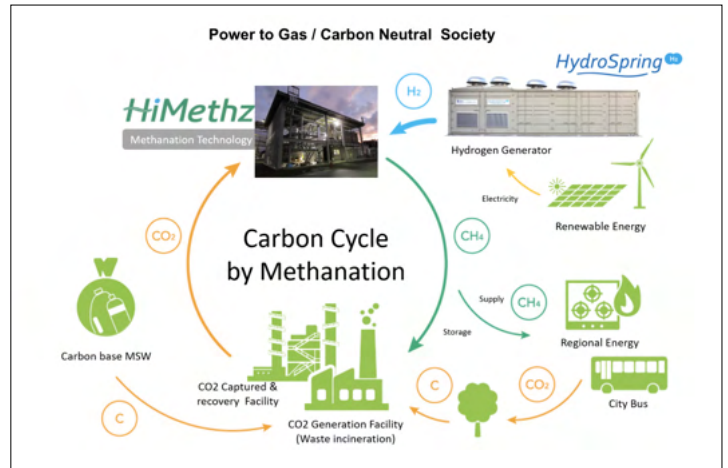 Power to Gas / Carbon Neutral Society
HydroSpring H₂
HiMethz
Methanation Technology
H₂
Hydrogen Generator
Electricity
Renewable Energy
CO₂
Carbon Cycle
by Methanation
CH₄
Supply
CH₄
Storage
Regional Energy
Carbon base MSW
CO2 Captured &
recovery Facility
C
CO2 Generation Facility
(Waste incineration)
C
CO₂
City Bus